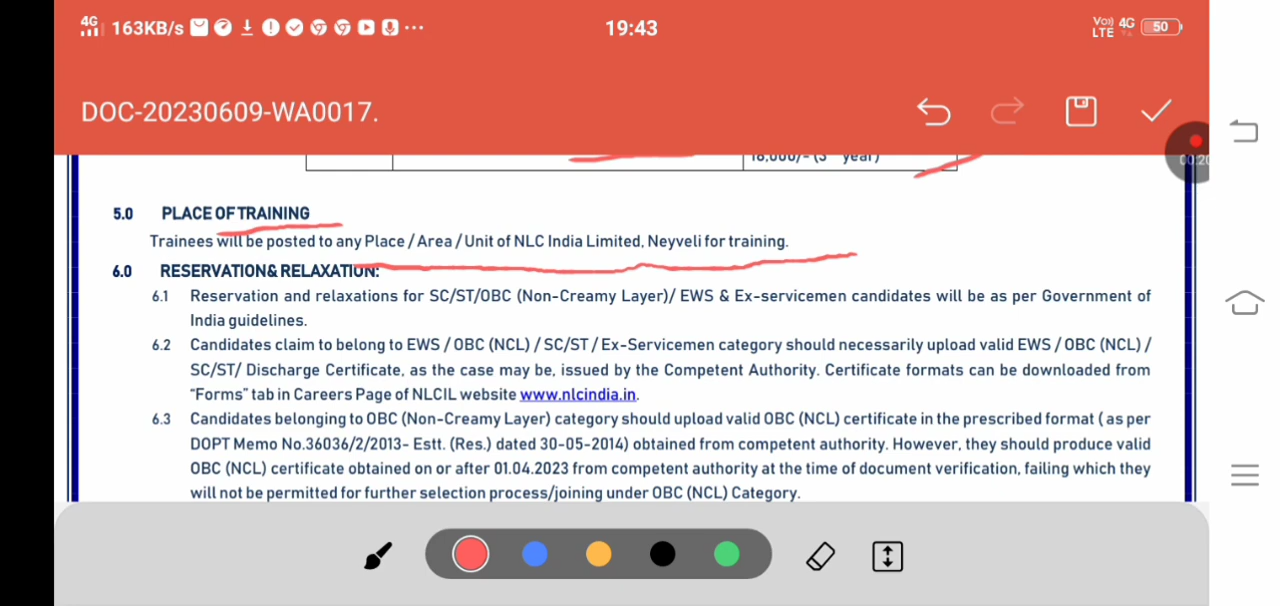 4G 163KB/s 19:43 Vo) LTE 4G 50
DOC-20230609-WA0017.
00:20
18,000/- (3 year)
5.0 PLACE OF TRAINING
Trainees will be posted to any Place / Area / Unit of NLC India Limited, Neyveli for training.
6.0 RESERVATION& RELAXATION:
6.1 Reservation and relaxations for SC/ST/OBC (Non-Creamy Layer)/ EWS & Ex-servicemen candidates will be as per Government of
India guidelines.
6.2 Candidates claim to belong to EWS / OBC (NCL) / SC/ST / Ex-Servicemen category should necessarily upload valid EWS / OBC (NCL) /
SC/ST/ Discharge Certificate, as the case may be, issued by the Competent Authority. Certificate formats can be downloaded from
“Forms” tab in Careers Page of NLCIL website www.nlcindia.in.
6.3 Candidates belonging to OBC (Non-Creamy Layer) category should upload valid OBC (NCL) certificate in the prescribed format ( as per
DOPT Memo No.36036/2/2013- Estt. (Res.) dated 30-05-2014) obtained from competent authority. However, they should produce valid
OBC (NCL) certificate obtained on or after 01.04.2023 from competent authority at the time of document verification, failing which they
will not be permitted for further selection process/joining under OBC (NCL) Category.